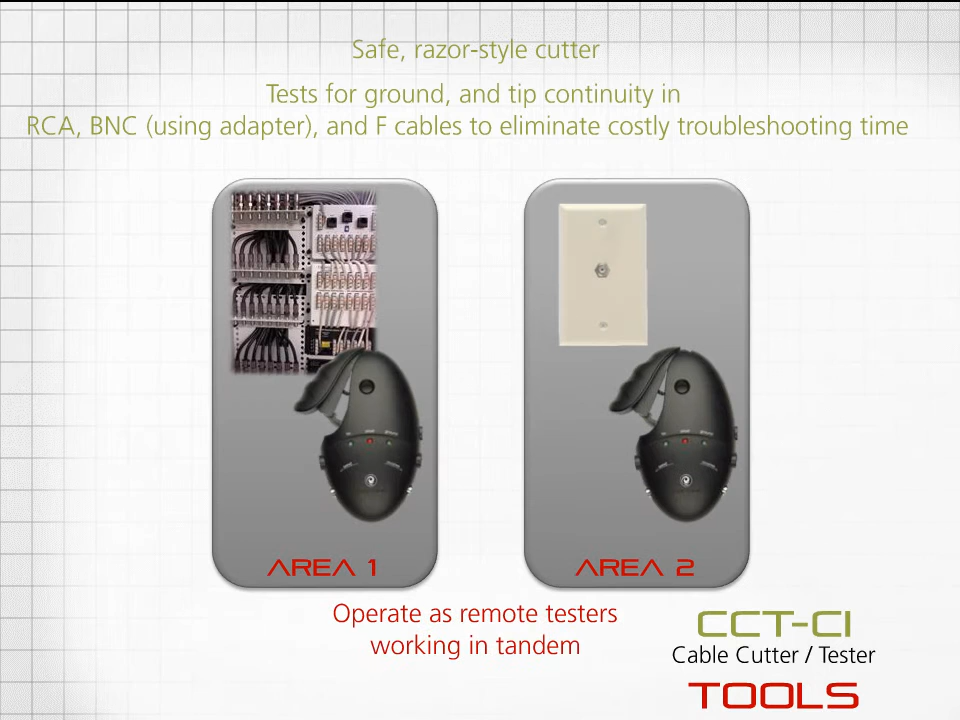 Safe, razor-style cutter
Tests for ground, and tip continuity in
RCA, BNC (using adapter), and F cables to eliminate costly troubleshooting time
AREA 1
AREA 2
Operate as remote testers
working in tandem
CCT-CI
Cable Cutter / Tester
TOOLS